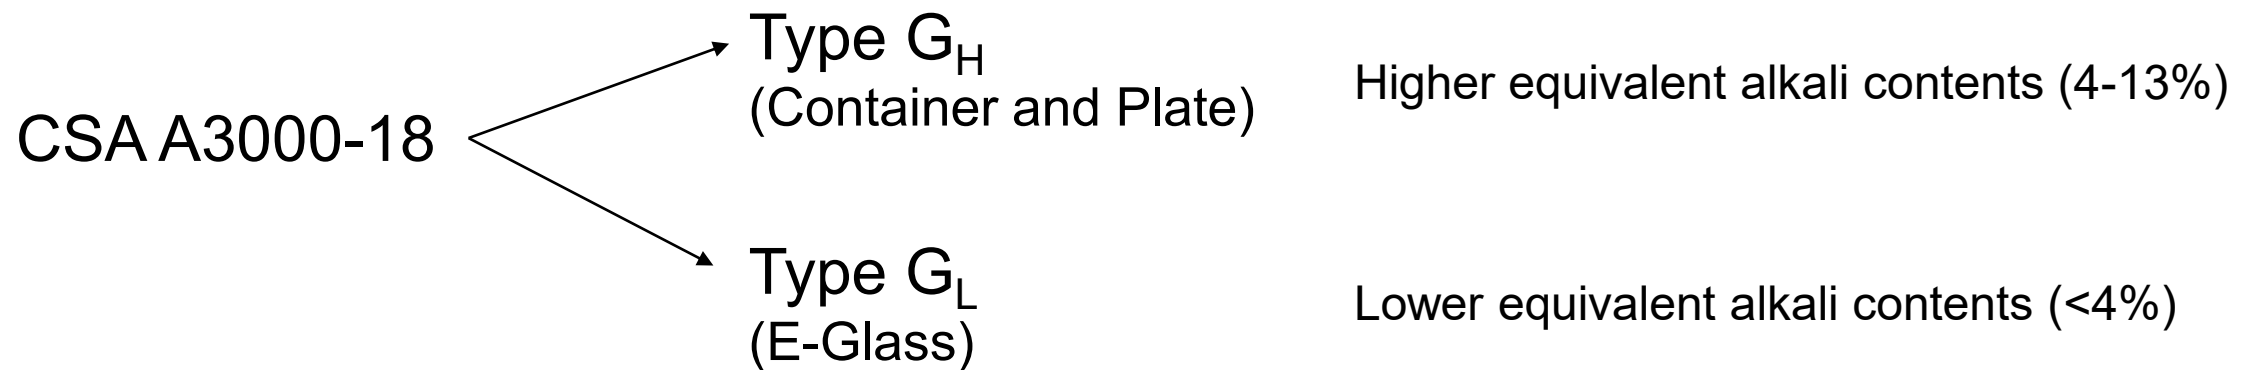 CSA A3000-18
Type G_H
(Container and Plate)
Higher equivalent alkali contents (4-13%)
Type G_L
(E-Glass)
Lower equivalent alkali contents (<4%)